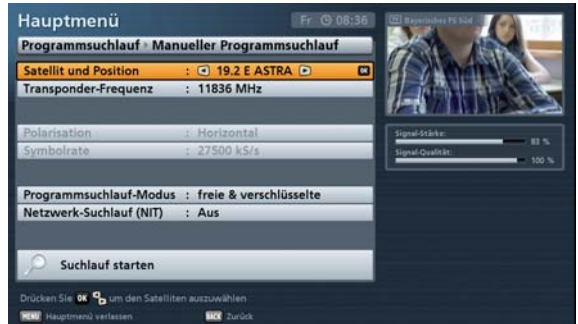 Hauptmenü
Fr 08:36
Bayerisches FS Süd
Programmsuchlauf Manueller Programmsuchlauf
Satellit und Position : 19.2 E ASTRA OK
Transponder-Frequenz : 11836 MHz
Polarisation : Horizontal
Symbolrate : 27500 kS/s
Signal-Stärke:
83 %
Signal-Qualität:
100 %
Programmsuchlauf-Modus : freie & verschlüsselte
Netzwerk-Suchlauf (NIT) : Aus
Suchlauf starten
Drücken Sie OK um den Satelliten auszuwählen
MENU Hauptmenü verlassen BACK Zurück